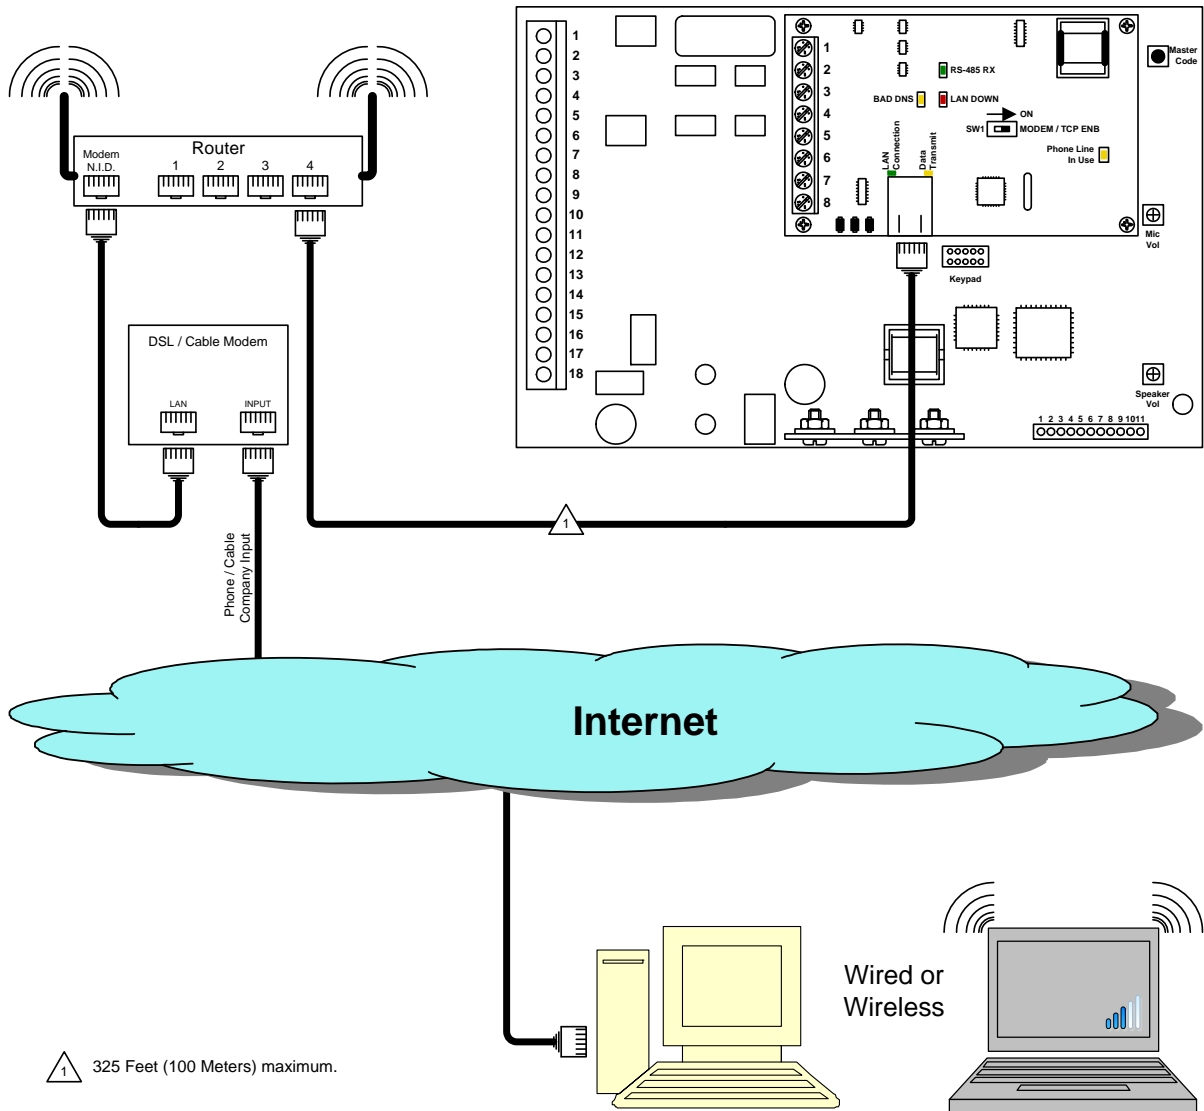 Router
Modem
N.I.D.
1
2
3
4
DSL / Cable Modem
LAN
INPUT
Phone / Cable
Company Input
1
1
2
3
4
5
6
7
8
9
10
11
12
13
14
15
16
17
18
1
2
3
4
5
6
7
8
RS-485 RX
BAD DNS
LAN DOWN
ON
SW1
MODEM / TCP ENB
Phone Line
In Use
LAN
Connection
Data
Transmit
Master
Code
Mic
Vol
Keypad
Speaker
Vol
1 2 3 4 5 6 7 8 9 10 11
Internet
Wired or
Wireless
1 325 Feet (100 Meters) maximum.